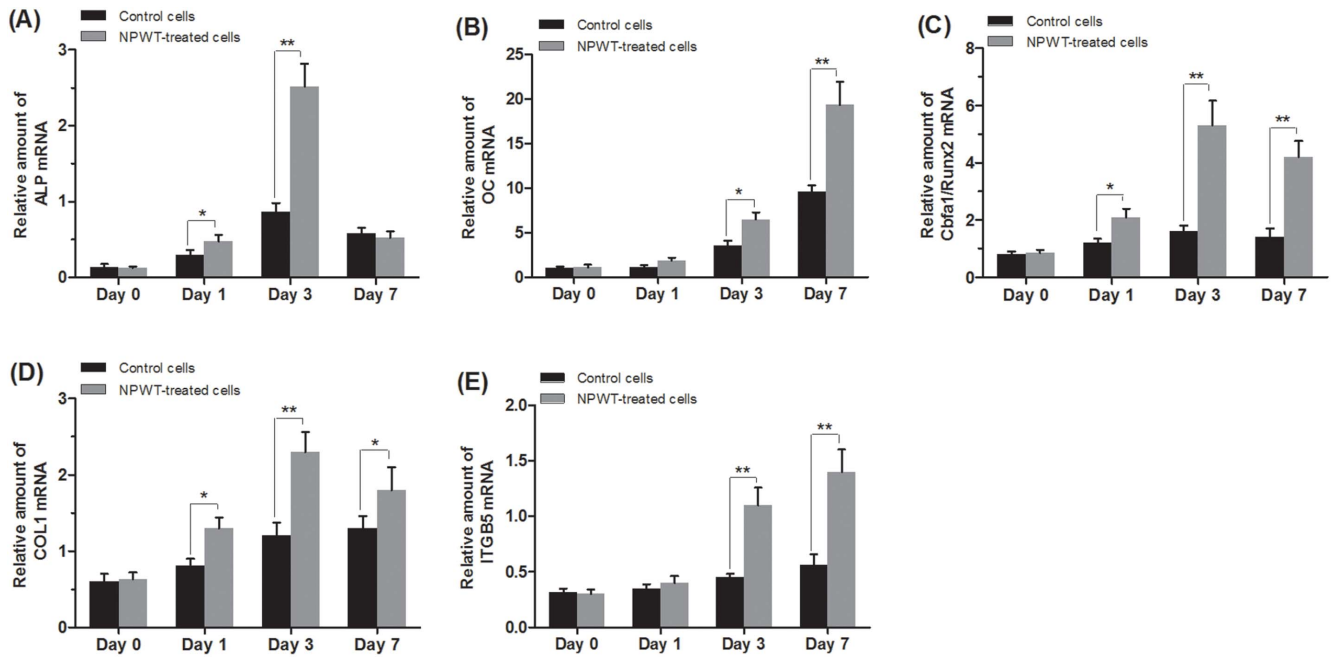 (A)
Control cells
NPWT-treated cells
Relative amount of
ALP mRNA
3
2
1
0
*
**
Day 0 Day 1 Day 3 Day 7
(B)
Control cells
NPWT-treated cells
Relative amount of
OC mRNA
25
20
15
10
5
0
*
**
Day 0 Day 1 Day 3 Day 7
(C)
Control cells
NPWT-treated cells
Relative amount of
Cbfa1/Runx2 mRNA
8
6
4
2
0
*
**
**
Day 0 Day 1 Day 3 Day 7
(D)
Control cells
NPWT-treated cells
Relative amount of
COL1 mRNA
3
2
1
0
*
**
*
Day 0 Day 1 Day 3 Day 7
(E)
Control cells
NPWT-treated cells
Relative amount of
ITGB5 mRNA
2.0
1.5
1.0
0.5
0.0
**
**
Day 0 Day 1 Day 3 Day 7